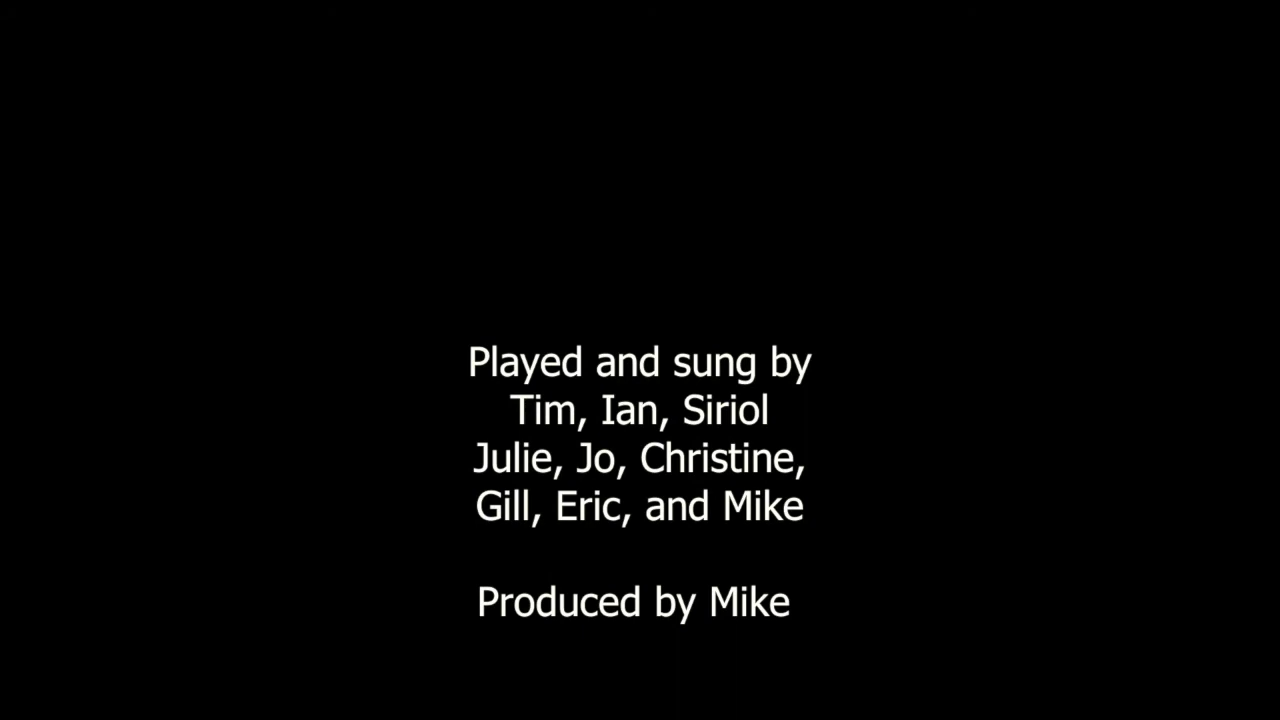 Played and sung by
Tim, Ian, Siriol
Julie, Jo, Christine,
Gill, Eric, and Mike
Produced by Mike